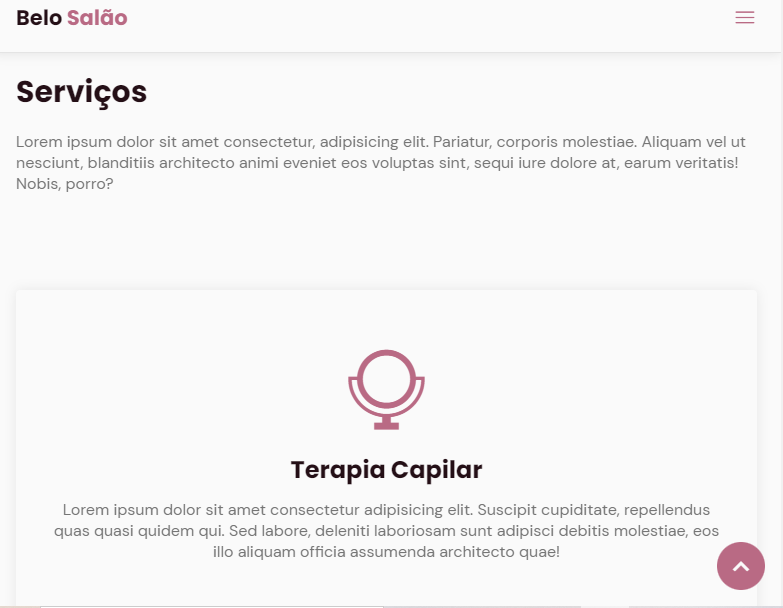 Belo Salão
Serviços
Lorem ipsum dolor sit amet consectetur, adipisicing elit. Pariatur, corporis molestiae. Aliquam vel ut
nesciunt, blanditiis architecto animi eveniet eos voluptas sint, sequi iure dolore at, earum veritatis!
Nobis, porro?
Terapia Capilar
Lorem ipsum dolor sit amet consectetur adipisicing elit. Suscipit cupiditate, repellendus
quas quasi quidem qui. Sed labore, deleniti laboriosam sunt adipisci debitis molestiae, eos
illo aliquam officia assumenda architecto quae!